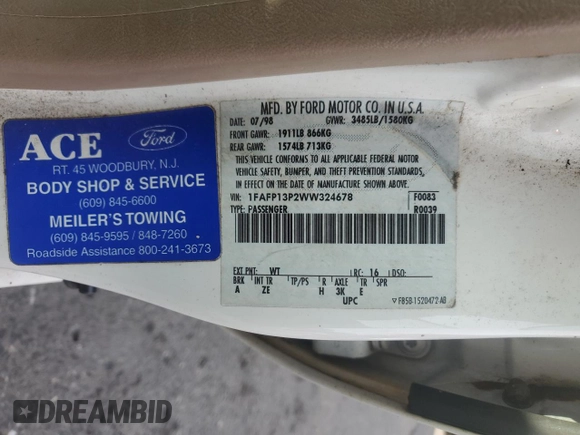 ACE
Ford
RT. 45 WOODBURY, N.J.
BODY SHOP & SERVICE
(609) 845-6600
MEILER'S TOWING
(609) 845-9595 / 848-7260
Roadside Assistance 800-241-3673
MFD. BY FORD MOTOR CO. IN U.S.A.
DATE: 07/98 GVWR: 3485LB/1580KG
FRONT GAWR: 1911LB 866KG
REAR GAWR: 1574LB 713KG
THIS VEHICLE CONFORMS TO ALL APPLICABLE FEDERAL MOTOR
VEHICLE SAFETY, BUMPER, AND THEFT PREVENTION STANDARDS
IN EFFECT ON THE DATE OF MANUFACTURE SHOWN ABOVE.
VIN: 1FAFP13P2WW324678 F0083
TYPE: PASSENGER R0039
EXT PNT: WT RC: 16 DSO:
BRK INT TR TP/PS R AXLE TR SPR
A ZE H 3K E
UPC
F85B-1520472-AB
DREAMBID